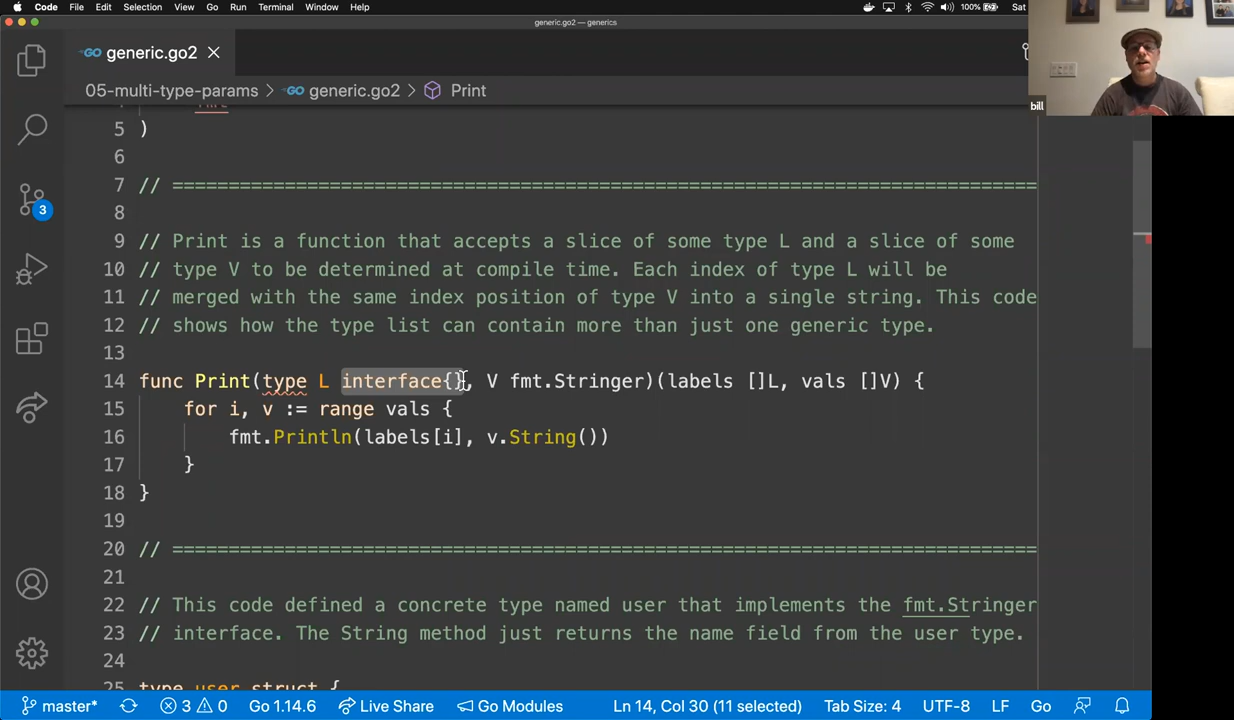 Code File Edit Selection View Go Run Terminal Window Help 100% Sat
generic.go2 — generics
GO generic.go2
05-multi-type-params > GO generic.go2 > Print
bill
5 )
6
7 // =============================================================================
8
9 // Print is a function that accepts a slice of some type L and a slice of some
10 // type V to be determined at compile time. Each index of type L will be
11 // merged with the same index position of type V into a single string. This code
12 // shows how the type list can contain more than just one generic type.
13
14 func Print(type L interface{}, V fmt.Stringer)(labels []L, vals []V) {
15 for i, v := range vals {
16 fmt.Println(labels[i], v.String())
17 }
18 }
19
20 // =============================================================================
21
22 // This code defined a concrete type named user that implements the fmt.Stringer
23 // interface. The String method just returns the name field from the user type.
24
25 type user struct {
3
master* 3 0 Go 1.14.6 Live Share Go Modules Ln 14, Col 30 (11 selected) Tab Size: 4 UTF-8 LF Go